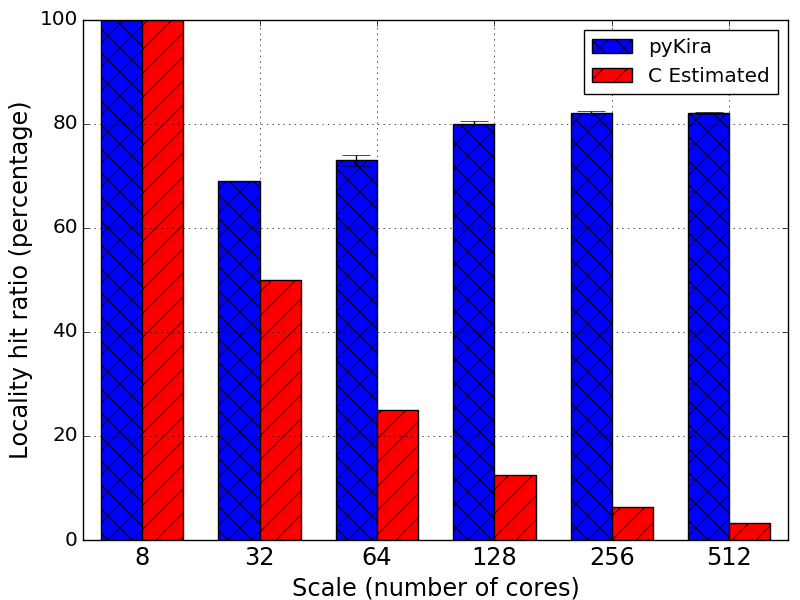 100
80
60
40
20
0
Locality hit ratio (percentage)
pyKira
C Estimated
8 32 64 128 256 512
Scale (number of cores)